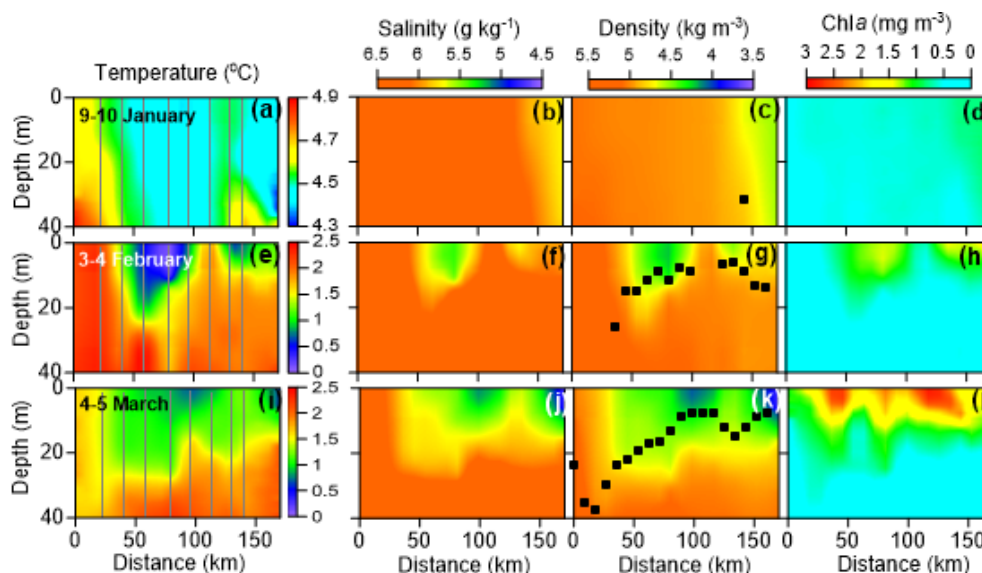 Salinity (g kg⁻¹) Density (kg m⁻³) Chla (mg m⁻³)
6.5 6 5.5 5 4.5 5.5 5 4.5 4 3.5 3 2.5 2 1.5 1 0.5 0
Temperature (⁰C)
0 9-10 January (a) 4.9 (b) (c) (d)
4.7
Depth (m) 20
4.5
40 4.3
0 3-4 February (e) 2.5 (f) (g) (h)
2
1.5
Depth (m) 20
1
0.5
40 0
0 4-5 March (i) 2.5 (j) (k) (l)
2
1.5
Depth (m) 20
1
0.5
40 0
0 50 100 150 0 50 100 150 0 50 100 150 0 50 100 150
Distance (km) Distance (km) Distance (km) Distance (km)